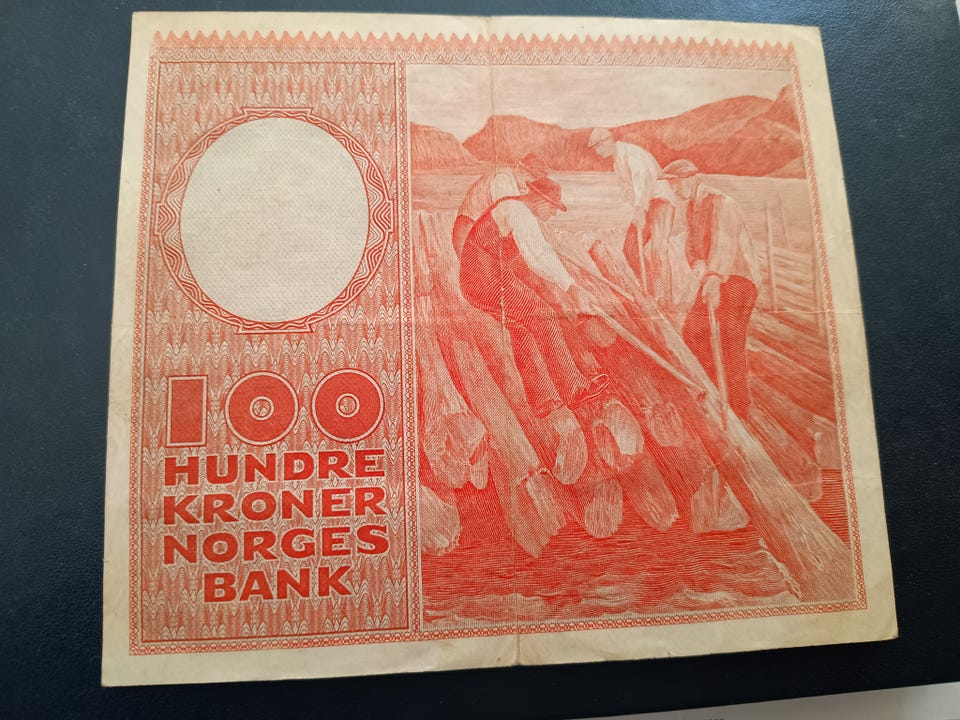 100
HUNDRE
KRONER
NORGES
BANK